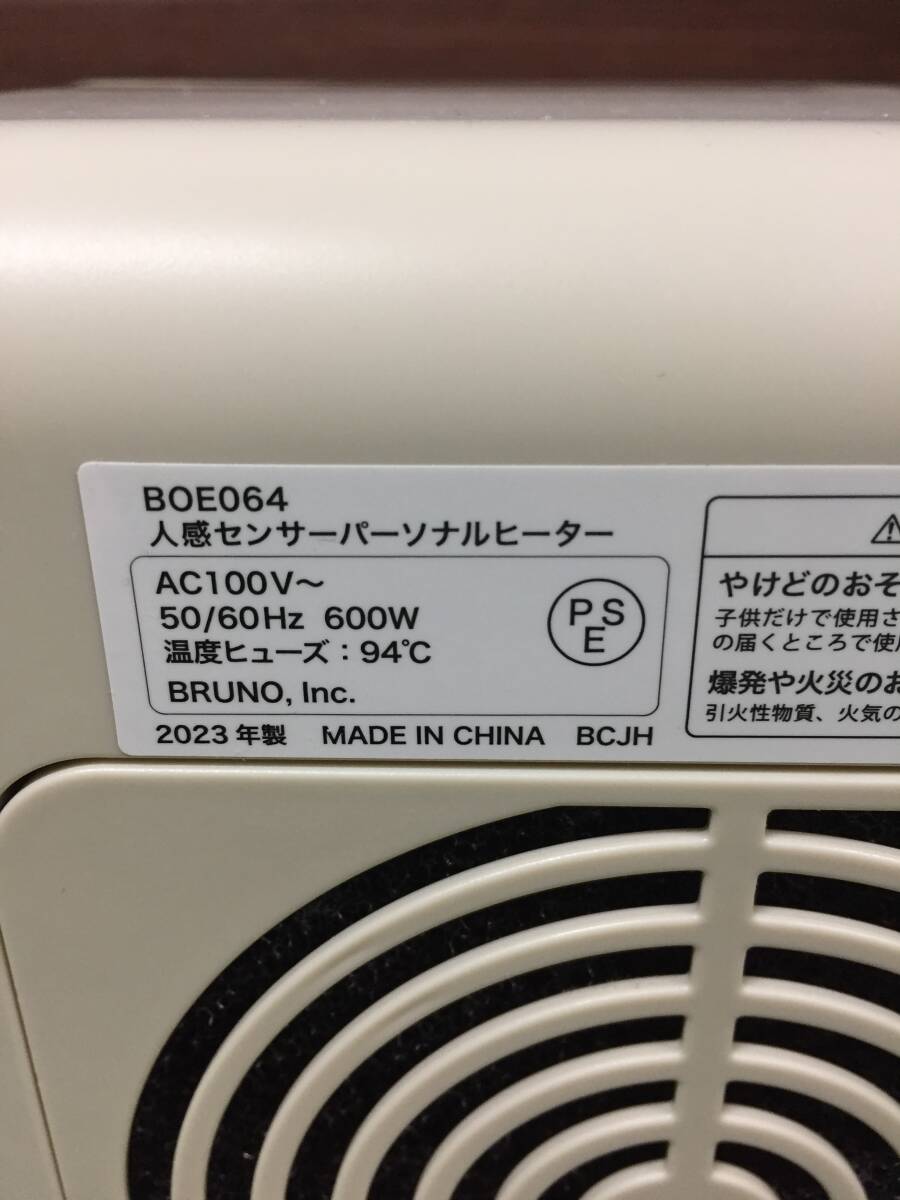 BOE064
人感センサーパーソナルヒーター
AC100V～
50/60Hz 600W
温度ヒューズ：94℃
BRUNO, Inc.
PSE
2023年製 MADE IN CHINA BCJH
やけどのおそ
子供だけで使用さ
の届くところで使用
爆発や火災のお
引火性物質、火気の